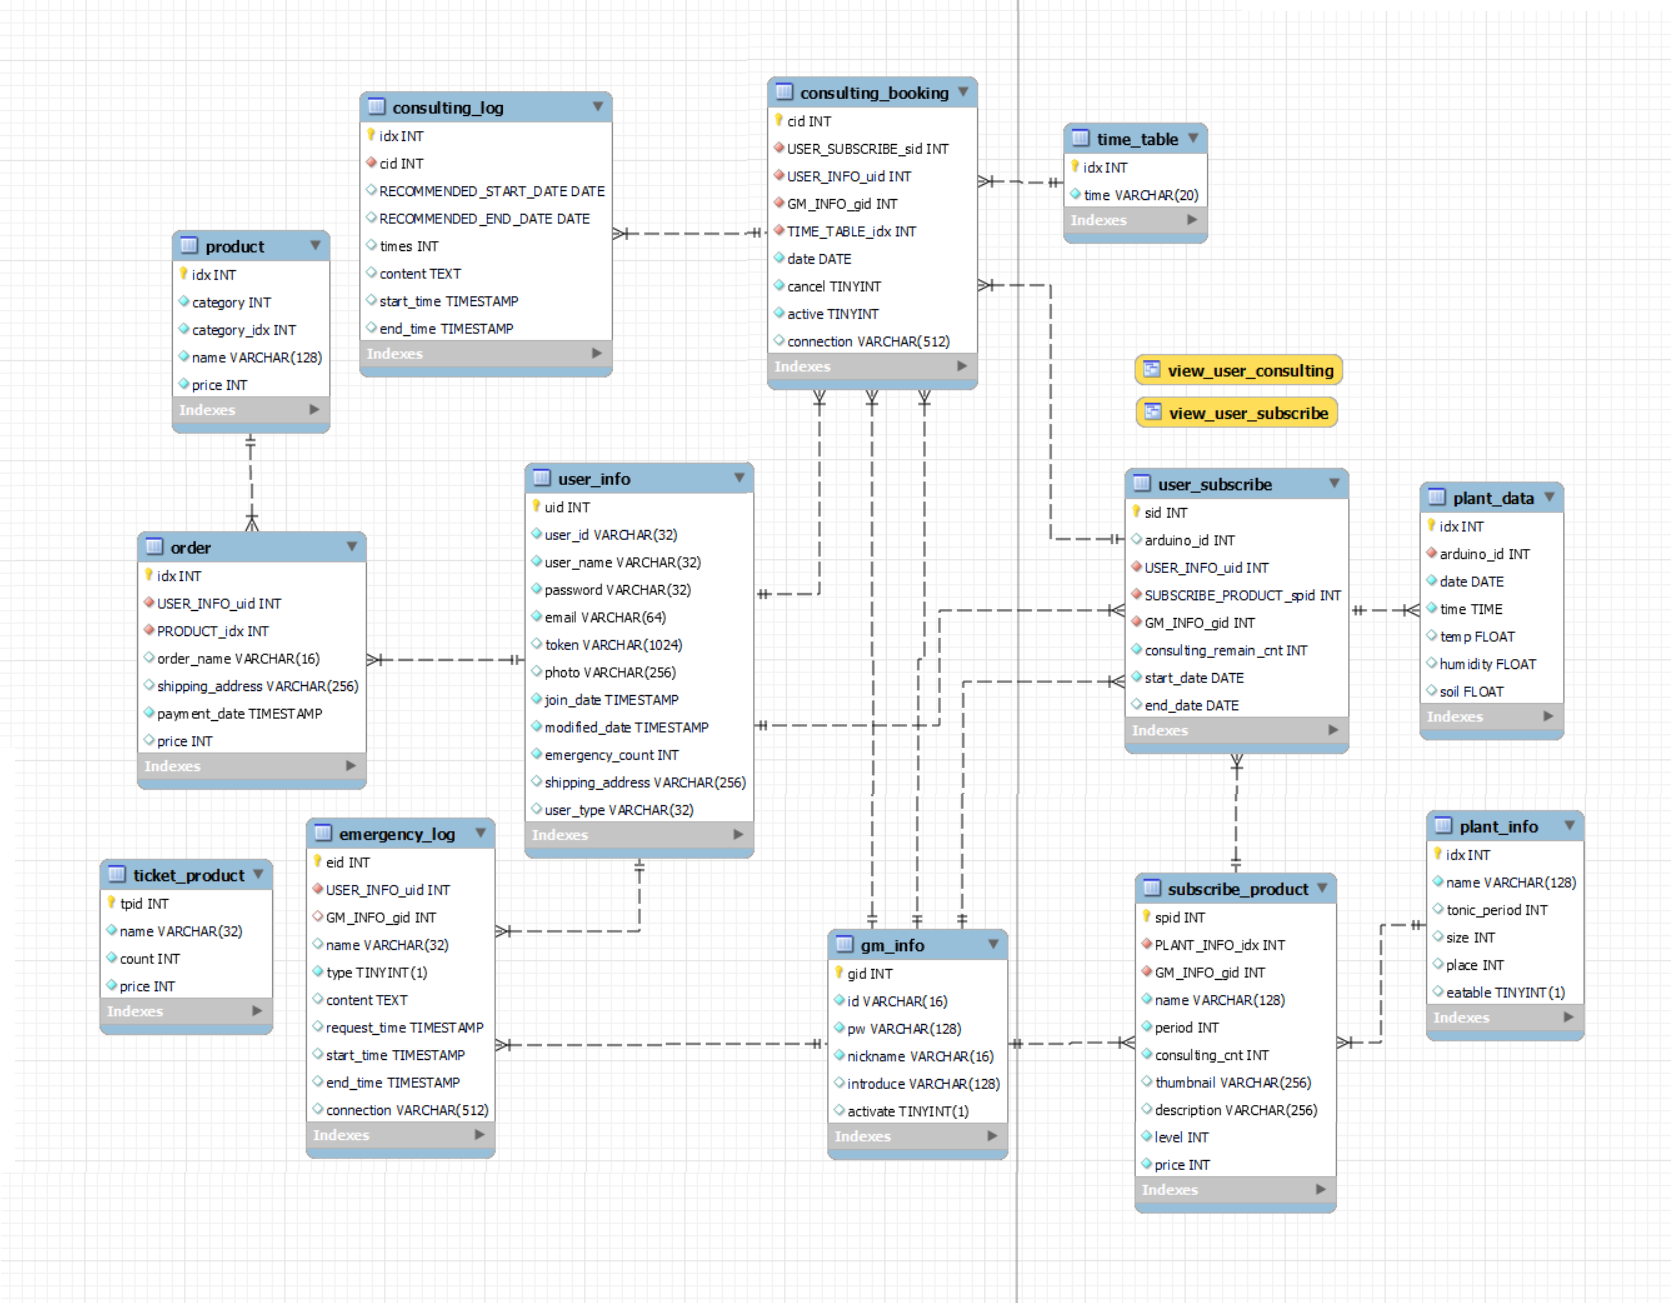 consulting_log
idx INT
cid INT
RECOMMENDED_START_DATE DATE
RECOMMENDED_END_DATE DATE
times INT
content TEXT
start_time TIMESTAMP
end_time TIMESTAMP
Indexes
consulting_booking
cid INT
USER_SUBSCRIBE_sid INT
USER_INFO_uid INT
GM_INFO_gid INT
TIME_TABLE_idx INT
date DATE
cancel TINYINT
active TINYINT
connection VARCHAR(512)
Indexes
time_table
idx INT
time VARCHAR(20)
Indexes
product
idx INT
category INT
category_idx INT
name VARCHAR(128)
price INT
Indexes
view_user_consulting
view_user_subscribe
user_info
uid INT
user_id VARCHAR(32)
user_name VARCHAR(32)
password VARCHAR(32)
email VARCHAR(64)
token VARCHAR(1024)
photo VARCHAR(256)
join_date TIMESTAMP
modified_date TIMESTAMP
emergency_count INT
shipping_address VARCHAR(256)
user_type VARCHAR(32)
Indexes
user_subscribe
sid INT
arduino_id INT
USER_INFO_uid INT
SUBSCRIBE_PRODUCT_spid INT
GM_INFO_gid INT
consulting_remain_cnt INT
start_date DATE
end_date DATE
Indexes
plant_data
idx INT
arduino_id INT
date DATE
time TIME
temp FLOAT
humidity FLOAT
soil FLOAT
Indexes
order
idx INT
USER_INFO_uid INT
PRODUCT_idx INT
order_name VARCHAR(16)
shipping_address VARCHAR(256)
payment_date TIMESTAMP
price INT
Indexes
emergency_log
eid INT
USER_INFO_uid INT
GM_INFO_gid INT
name VARCHAR(32)
type TINYINT(1)
content TEXT
request_time TIMESTAMP
start_time TIMESTAMP
end_time TIMESTAMP
connection VARCHAR(512)
Indexes
ticket_product
tpid INT
name VARCHAR(32)
count INT
price INT
Indexes
gm_info
gid INT
id VARCHAR(16)
pw VARCHAR(128)
nickname VARCHAR(16)
introduce VARCHAR(128)
activate TINYINT(1)
Indexes
subscribe_product
spid INT
PLANT_INFO_idx INT
GM_INFO_gid INT
name VARCHAR(128)
period INT
consulting_cnt INT
thumbnail VARCHAR(256)
description VARCHAR(256)
level INT
price INT
Indexes
plant_info
idx INT
name VARCHAR(128)
tonic_period INT
size INT
place INT
eatable TINYINT(1)
Indexes